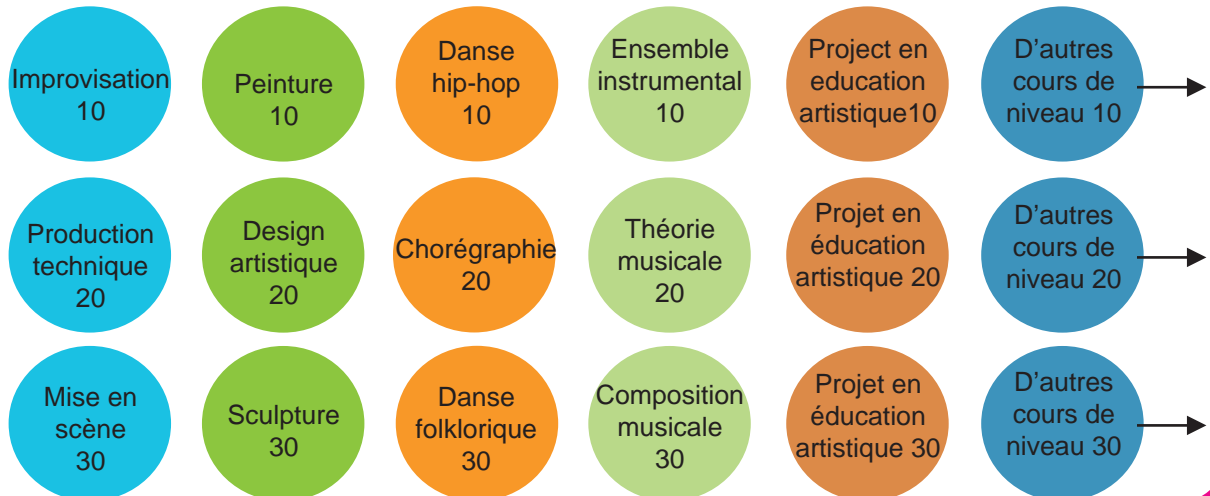 Improvisation
10
Peinture
10
Danse
hip-hop
10
Ensemble
instrumental
10
Project en
education
artistique10
D'autres
cours de
niveau 10
Production
technique
20
Design
artistique
20
Chorégraphie
20
Théorie
musicale
20
Projet en
éducation
artistique 20
D'autres
cours de
niveau 20
Mise en
scène
30
Sculpture
30
Danse
folklorique
30
Composition
musicale
30
Projet en
éducation
artistique 30
D'autres
cours de
niveau 30